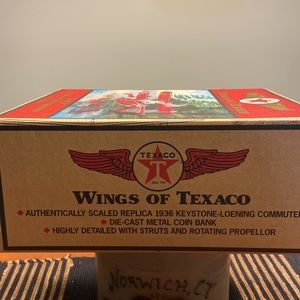 TEXACO
WINGS OF TEXACO
◆ AUTHENTICALLY SCALED REPLICA 1936 KEYSTONE-LOENING COMMUTE
◆ DIE-CAST METAL COIN BANK
◆ HIGHLY DETAILED WITH STRUTS AND ROTATING PROPELLOR
NORWICH, CT